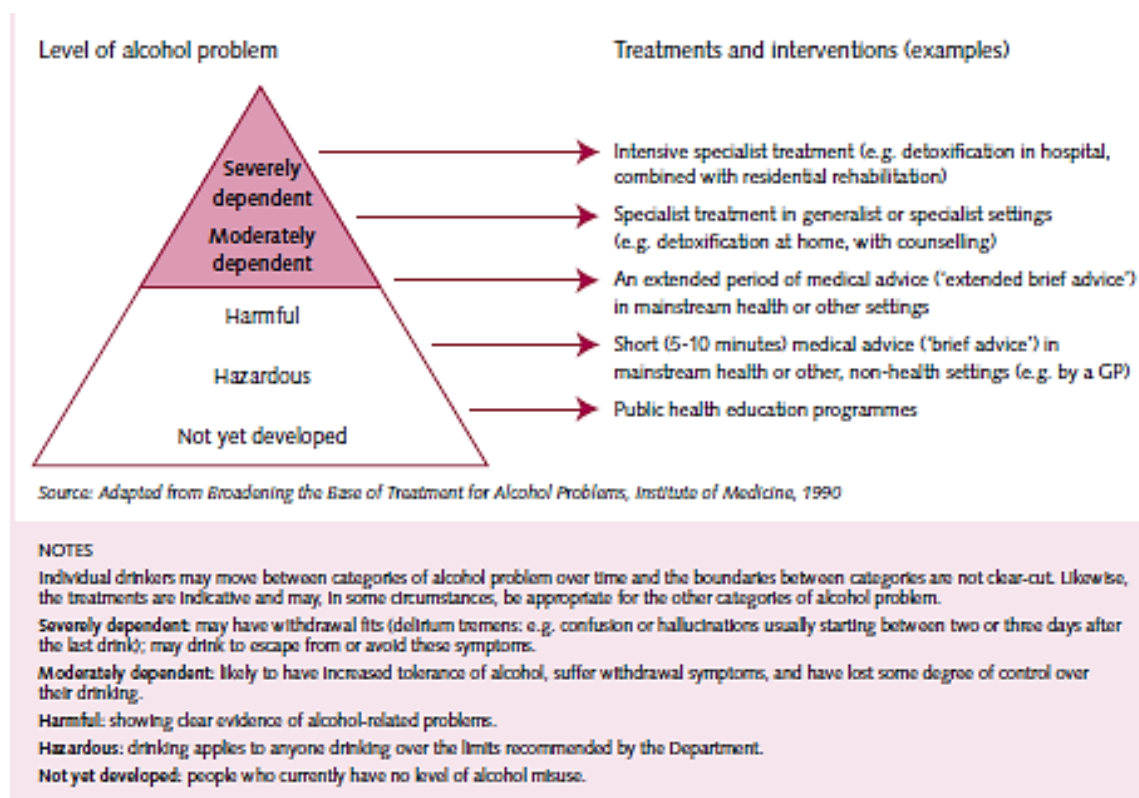 Level of alcohol problem
Treatments and interventions (examples)
Severely
dependent
Moderately
dependent
Harmful
Hazardous
Not yet developed
Intensive specialist treatment (e.g. detoxification in hospital,
combined with residential rehabilitation)
Specialist treatment in generalist or specialist settings
(e.g. detoxification at home, with counselling)
An extended period of medical advice (‘extended brief advice’)
in mainstream health or other settings
Short (5-10 minutes) medical advice (‘brief advice’) in
mainstream health or other, non-health settings (e.g. by a GP)
Public health education programmes
Source: Adapted from Broadening the Base of Treatment for Alcohol Problems, Institute of Medicine, 1990
NOTES
Individual drinkers may move between categories of alcohol problem over time and the boundaries between categories are not clear-cut. Likewise,
the treatments are indicative and may, in some circumstances, be appropriate for the other categories of alcohol problem.
Severely dependent: may have withdrawal fits (delirium tremens: e.g. confusion or hallucinations usually starting between two or three days after
the last drink); may drink to escape from or avoid these symptoms.
Moderately dependent: likely to have increased tolerance of alcohol, suffer withdrawal symptoms, and have lost some degree of control over
their drinking.
Harmful: showing clear evidence of alcohol-related problems.
Hazardous: drinking applies to anyone drinking over the limits recommended by the Department.
Not yet developed: people who currently have no level of alcohol misuse.